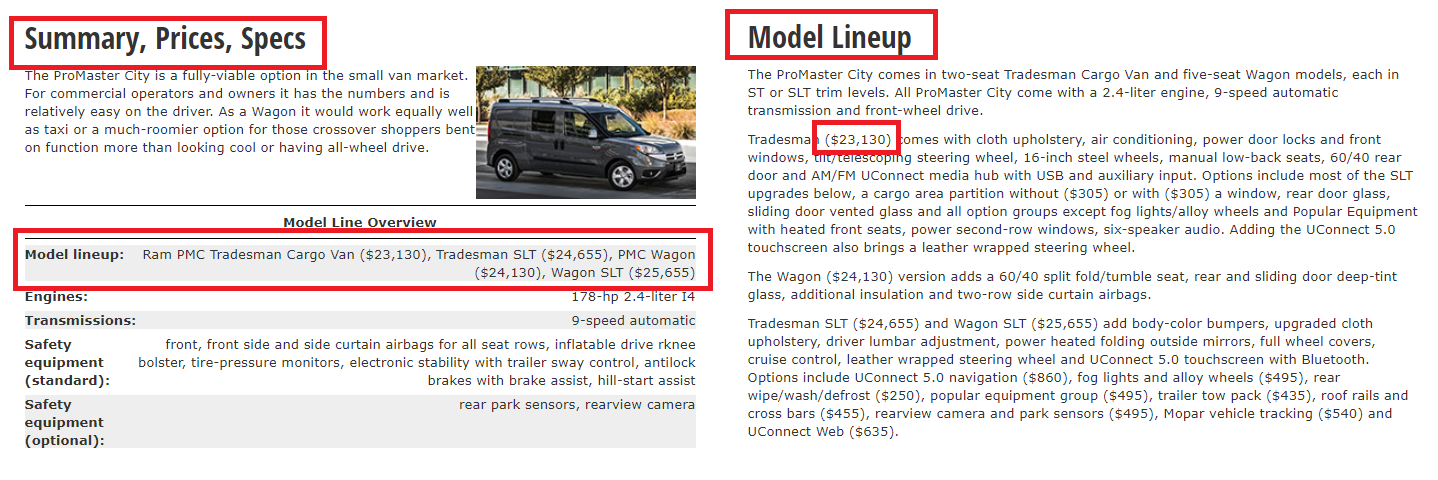 Summary, Prices, Specs
The ProMaster City is a fully-viable option in the small van market.
For commercial operators and owners it has the numbers and is
relatively easy on the driver. As a Wagon it would work equally well
as taxi or a much-roomier option for those crossover shoppers bent
on function more than looking cool or having all-wheel drive.
Model Line Overview
Model lineup: Ram PMC Tradesman Cargo Van ($23,130), Tradesman SLT ($24,655), PMC Wagon
($24,130), Wagon SLT ($25,655)
Engines: 178-hp 2.4-liter I4
Transmissions: 9-speed automatic
Safety front, front side and side curtain airbags for all seat rows, inflatable drive rknee
equipment bolster, tire-pressure monitors, electronic stability with trailer sway control, antilock
(standard): brakes with brake assist, hill-start assist
Safety rear park sensors, rearview camera
equipment
(optional):
Model Lineup
The ProMaster City comes in two-seat Tradesman Cargo Van and five-seat Wagon models, each in
ST or SLT trim levels. All ProMaster City come with a 2.4-liter engine, 9-speed automatic
transmission and front-wheel drive.
Tradesman ($23,130) comes with cloth upholstery, air conditioning, power door locks and front
windows, tilt/telescoping steering wheel, 16-inch steel wheels, manual low-back seats, 60/40 rear
door and AM/FM UConnect media hub with USB and auxiliary input. Options include most of the SLT
upgrades below, a cargo area partition without ($305) or with ($305) a window, rear door glass,
sliding door vented glass and all option groups except fog lights/alloy wheels and Popular Equipment
with heated front seats, power second-row windows, six-speaker audio. Adding the UConnect 5.0
touchscreen also brings a leather wrapped steering wheel.
The Wagon ($24,130) version adds a 60/40 split fold/tumble seat, rear and sliding door deep-tint
glass, additional insulation and two-row side curtain airbags.
Tradesman SLT ($24,655) and Wagon SLT ($25,655) add body-color bumpers, upgraded cloth
upholstery, driver lumbar adjustment, power heated folding outside mirrors, full wheel covers,
cruise control, leather wrapped steering wheel and UConnect 5.0 touchscreen with Bluetooth.
Options include UConnect 5.0 navigation ($860), fog lights and alloy wheels ($495), rear
wipe/wash/defrost ($250), popular equipment group ($495), trailer tow pack ($435), roof rails and
cross bars ($455), rearview camera and park sensors ($495), Mopar vehicle tracking ($540) and
UConnect Web ($635).